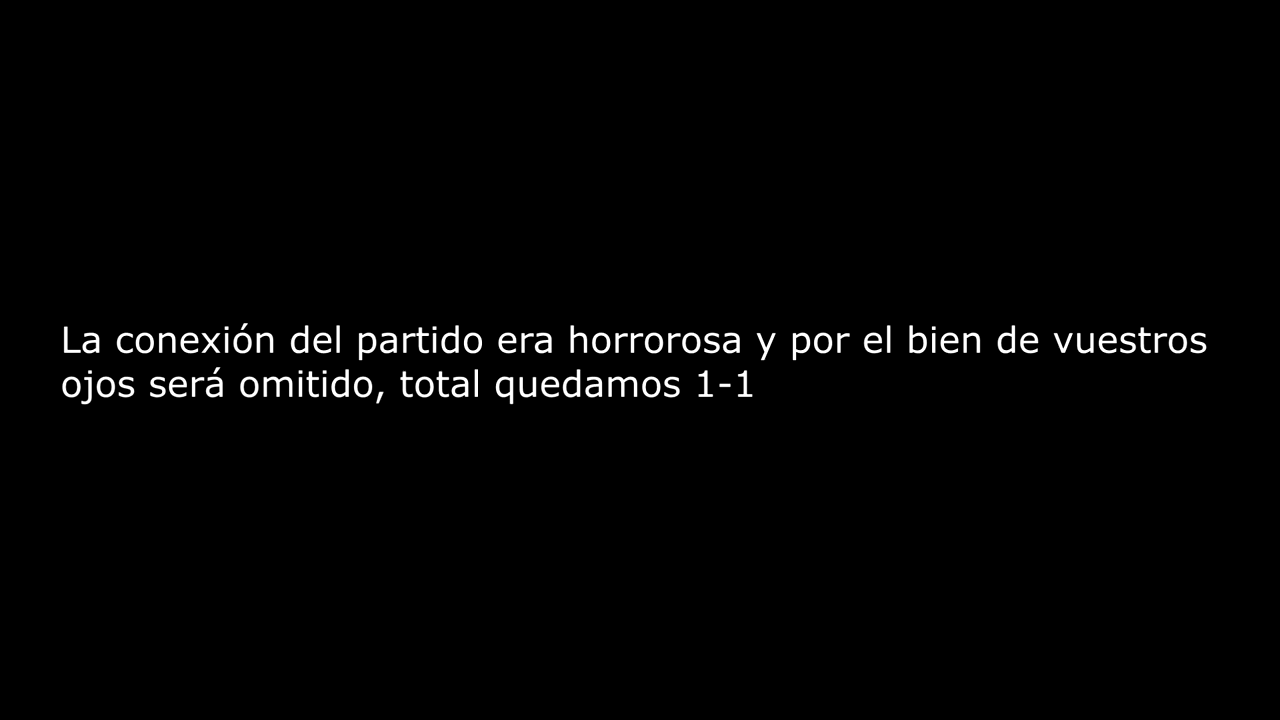 La conexión del partido era horrorosa y por el bien de vuestros
ojos será omitido, total quedamos 1-1